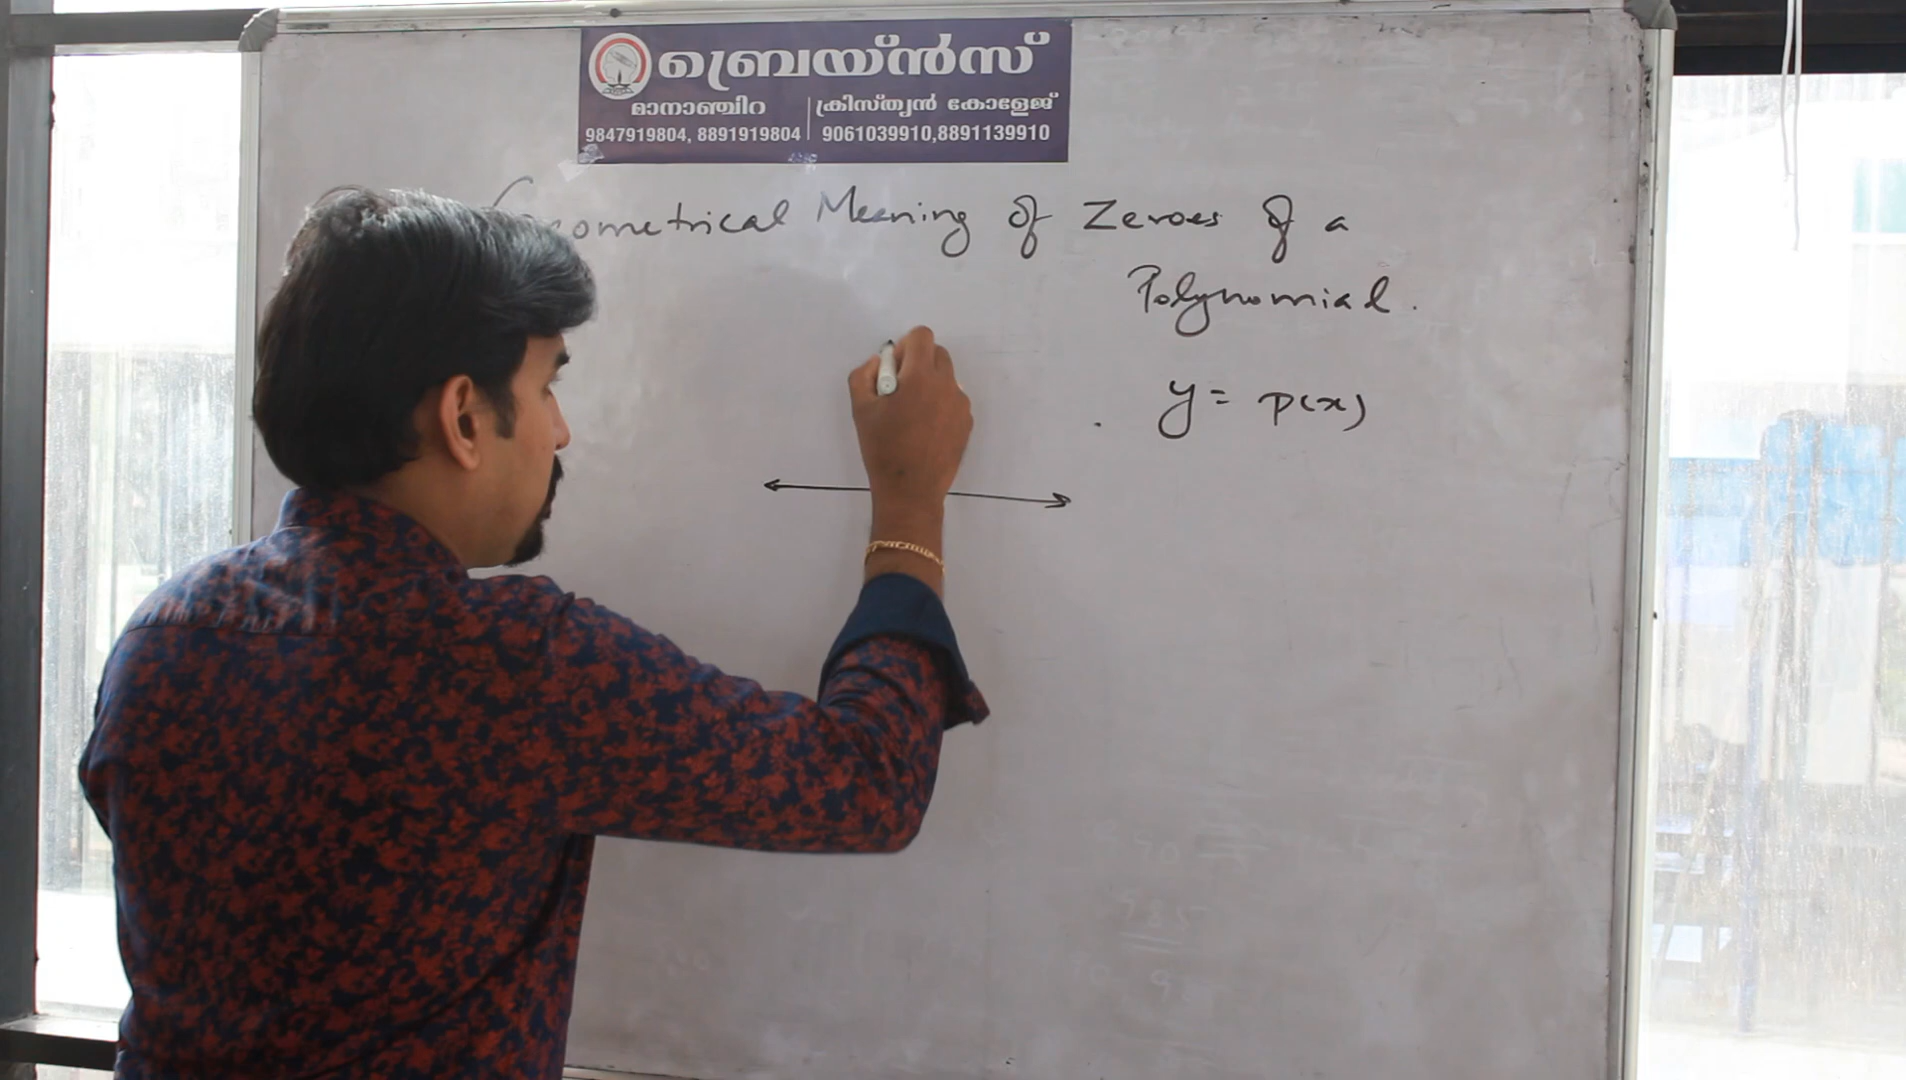 ബ്രെയ്ൻസ്
മാനാഞ്ചിറ
ക്രിസ്ത്യൻ കോളേജ്
9847919804, 8891919804
9061039910,8891139910
Geometrical Meaning of Zeroes of a
Polynomial.
y = p(x)